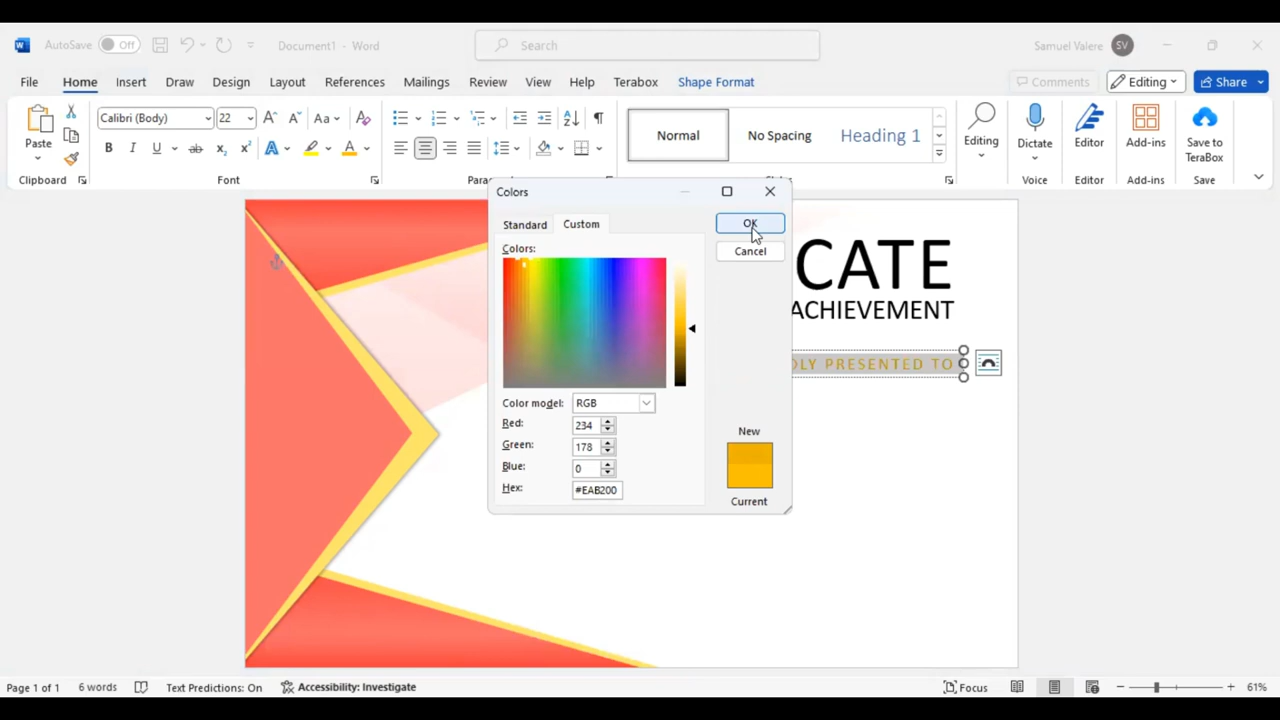 AutoSave Off Document1 - Word Search Samuel Valere SV
File Home Insert Draw Design Layout References Mailings Review View Help Terabox Shape Format Comments Editing Share
Paste Calibri (Body) 22 Aa Normal No Spacing Heading 1 Editing Dictate Editor Add-ins Save to TeraBox
Clipboard Font Voice Editor Add-ins Save
Colors
Standard Custom OK
Colors: Cancel
CATE
ACHIEVEMENT
DLY PRESENTED TO
Color model: RGB
Red: 234 New
Green: 178
Blue: 0
Hex: #EAB200 Current
Page 1 of 1 6 words Text Predictions: On Accessibility: Investigate Focus 61%